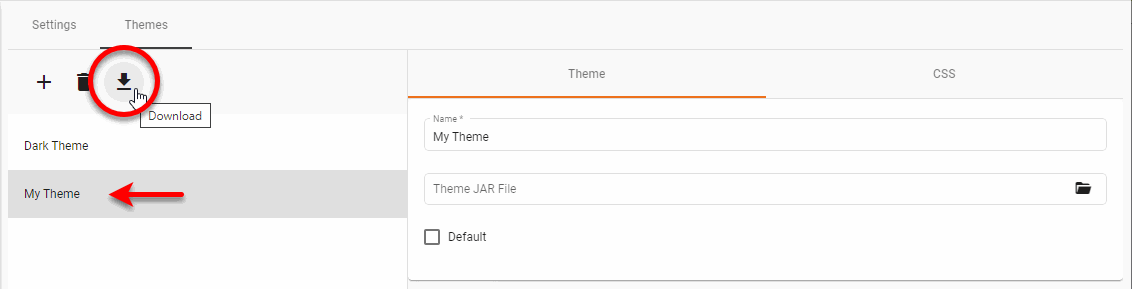 Settings Themes
Download
Dark Theme
My Theme
Theme CSS
Name *
My Theme
Theme JAR File
Default